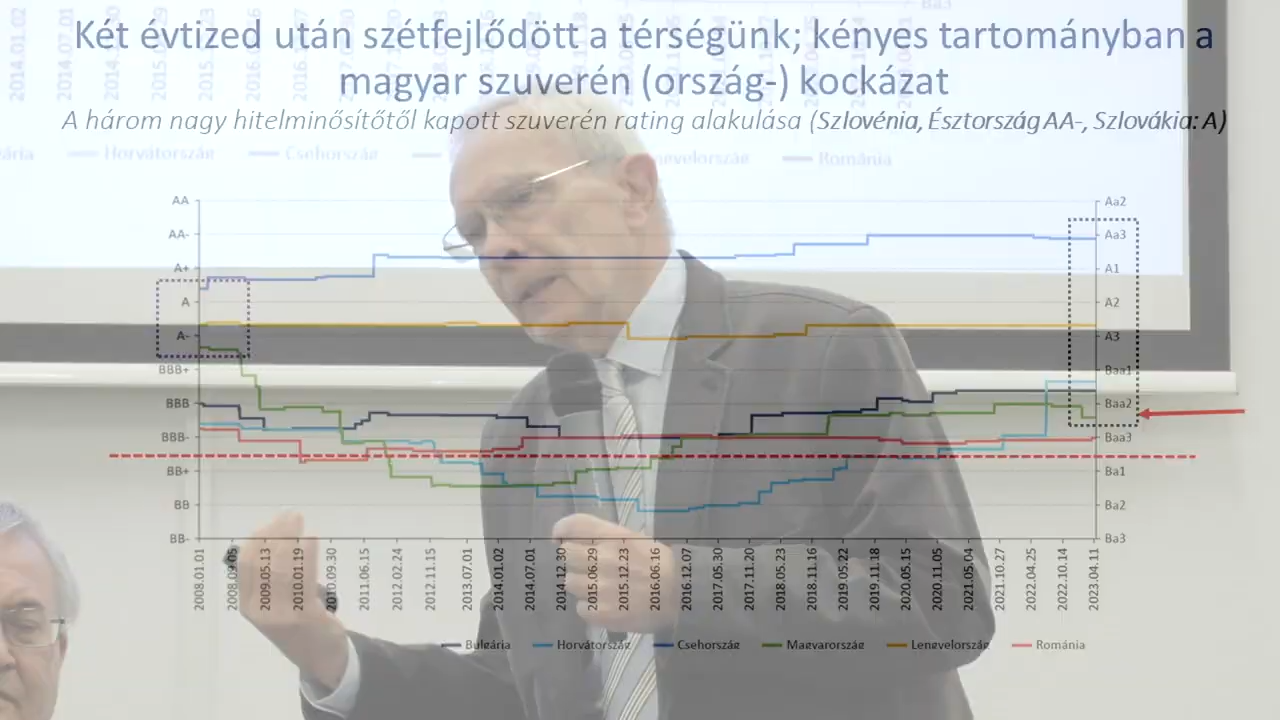 Két évtized után szétfejlődött a térségünk; kényes tartományban a
magyar szuverén (ország-) kockázat
A három nagy hitelminősítőtől kapott szuverén rating alakulása (Szlovénia, Észtország AA-, Szlovákia: A)
Horvátország Csehország Románia
AA Aa2
AA- Aa3
A+ A1
A A2
A- A3
BBB+ Baa1
BBB Baa2
BBB- Baa3
BB+ Ba1
BB Ba2
BB- Ba3
2008.01.01 2009.05.13 2010.01.19 2010.09.30 2011.06.15 2012.02.24 2012.11.15 2013.07.01 2014.01.02 2014.07.01 2014.12.30 2015.06.29 2015.12.23 2016.06.16 2016.12.07 2017.05.30 2017.11.20 2018.05.23 2018.11.16 2019.05.22 2019.11.18 2020.05.15 2020.11.05 2021.05.04 2021.10.27 2022.04.25 2022.10.14 2023.04.11
Bulgária Horvátország Csehország Magyarország Lengyelország Románia